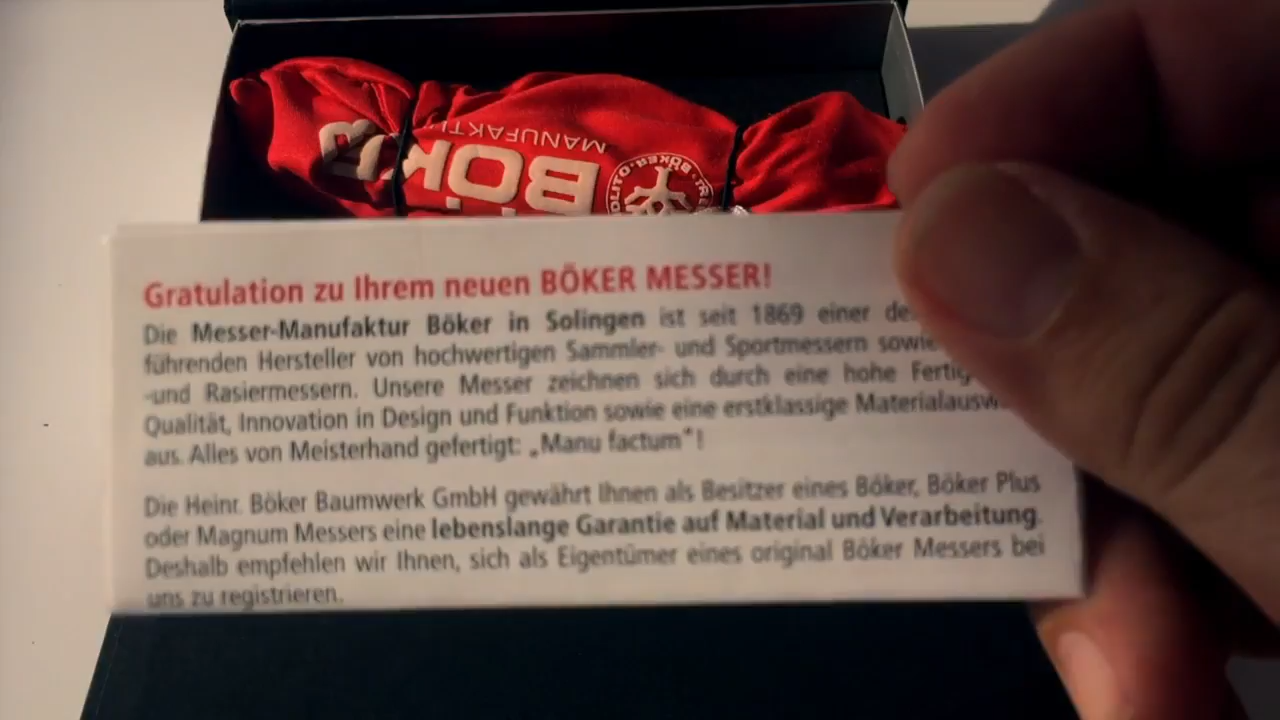 BÖK
MANUFAKT
BÖKER
Gratulation zu Ihrem neuen BÖKER MESSER!
Die Messer-Manufaktur Böker in Solingen ist seit 1869 einer de
führenden Hersteller von hochwertigen Sammler- und Sportmessern sowie
-und Rasiermessern. Unsere Messer zeichnen sich durch eine hohe Fertig
Qualität, Innovation in Design und Funktion sowie eine erstklassige Materialausw
aus. Alles von Meisterhand gefertigt: „Manu factum“!
Die Heinr. Böker Baumwerk GmbH gewährt Ihnen als Besitzer eines Böker, Böker Plus
oder Magnum Messers eine lebenslange Garantie auf Material und Verarbeitung.
Deshalb empfehlen wir Ihnen, sich als Eigentümer eines original Böker Messers bei
uns zu registrieren.